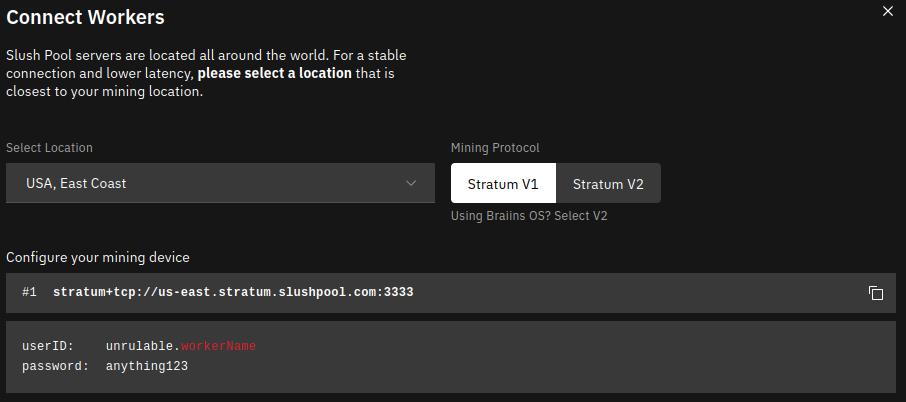 Connect Workers
Slush Pool servers are located all around the world. For a stable
connection and lower latency, please select a location that is
closest to your mining location.
Select Location
Mining Protocol
USA, East Coast
Stratum V1
Stratum V2
Using Braiins OS? Select V2
Configure your mining device
#1 stratum+tcp://us-east.stratum.slushpool.com:3333
userID: unrulable.workerName
password: anything123